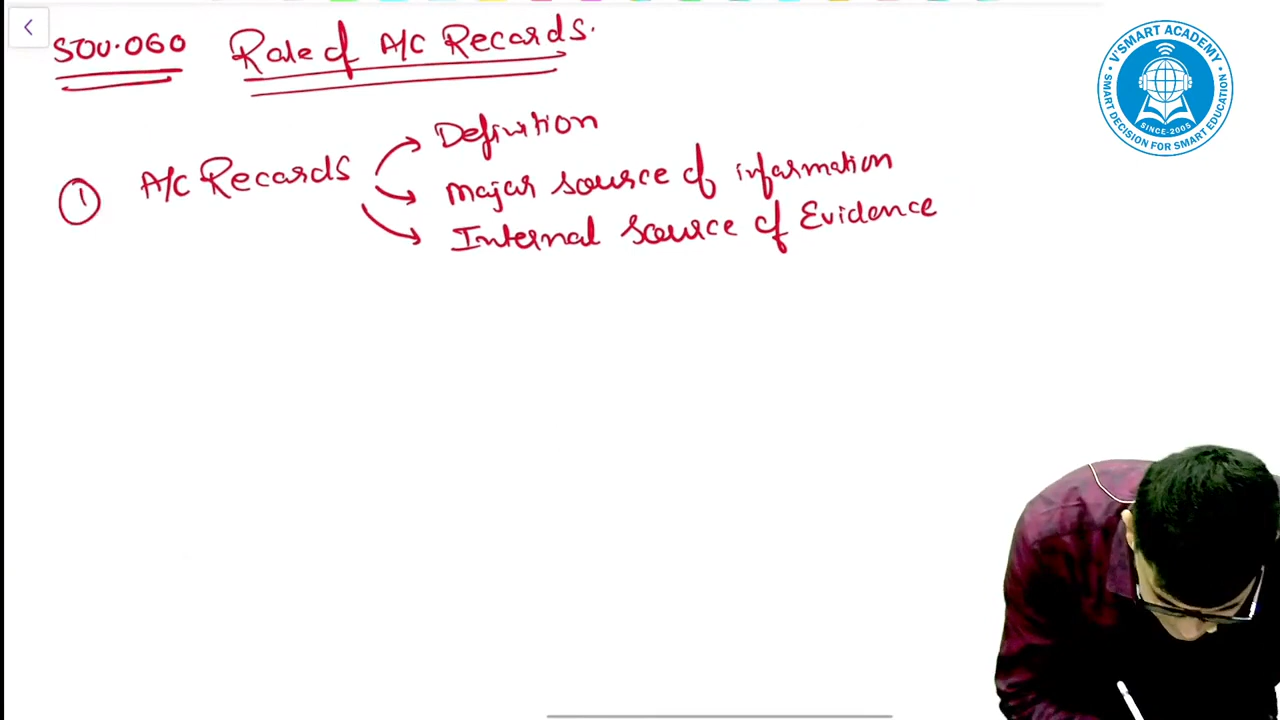 SOU.060 Role of A/C Records.
① A/C Records
Definition
Major source of information
Internal source of Evidence
V'SMART ACADEMY
SMART DECISION FOR SMART EDUCATION
SINCE-2005